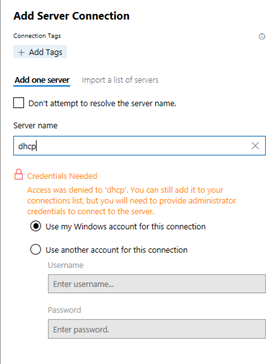 Add Server Connection
Connection Tags
+ Add Tags
Add one server Import a list of servers
Don't attempt to resolve the server name.
Server name
dhcp
Credentials Needed
Access was denied to 'dhcp'. You can still add it to your
connections list, but you will need to provide administrator
credentials to connect to the server.
Use my Windows account for this connection
Use another account for this connection
Username
Enter username...
Password
Enter password.